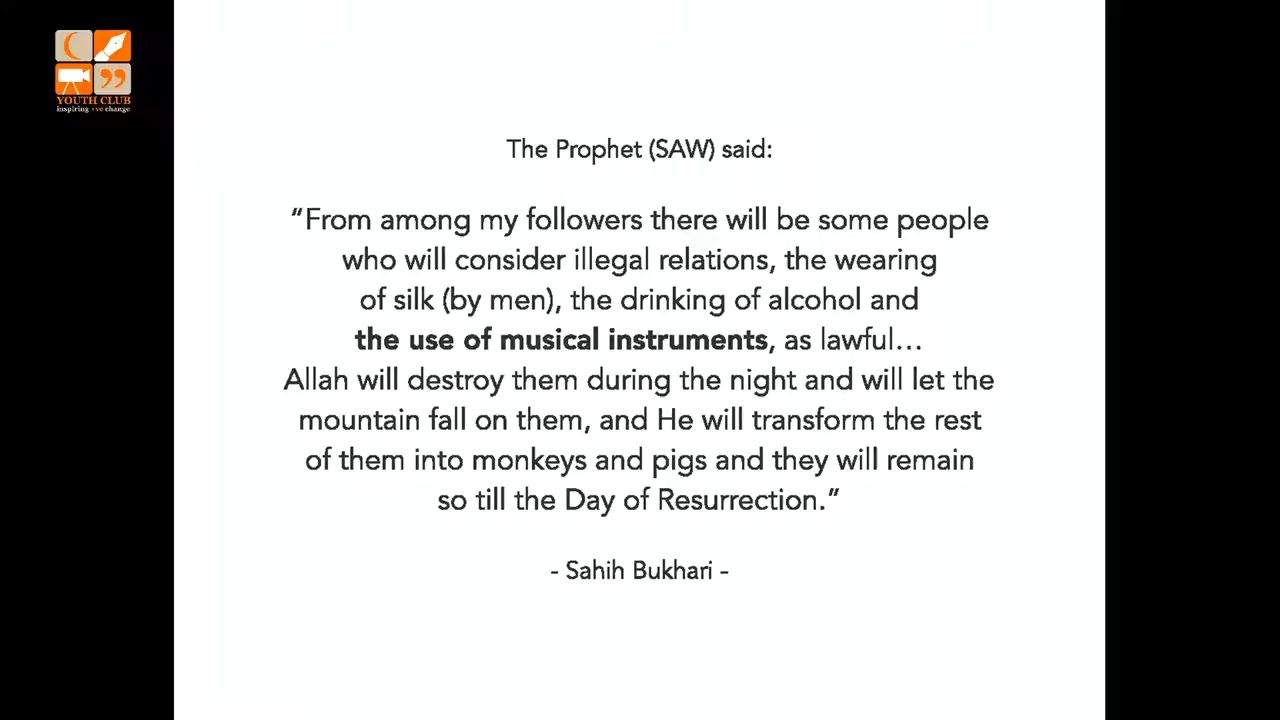 YOUTH CLUB
inspiring +ve change
The Prophet (SAW) said:
“From among my followers there will be some people
who will consider illegal relations, the wearing
of silk (by men), the drinking of alcohol and
the use of musical instruments, as lawful…
Allah will destroy them during the night and will let the
mountain fall on them, and He will transform the rest
of them into monkeys and pigs and they will remain
so till the Day of Resurrection.”
- Sahih Bukhari -